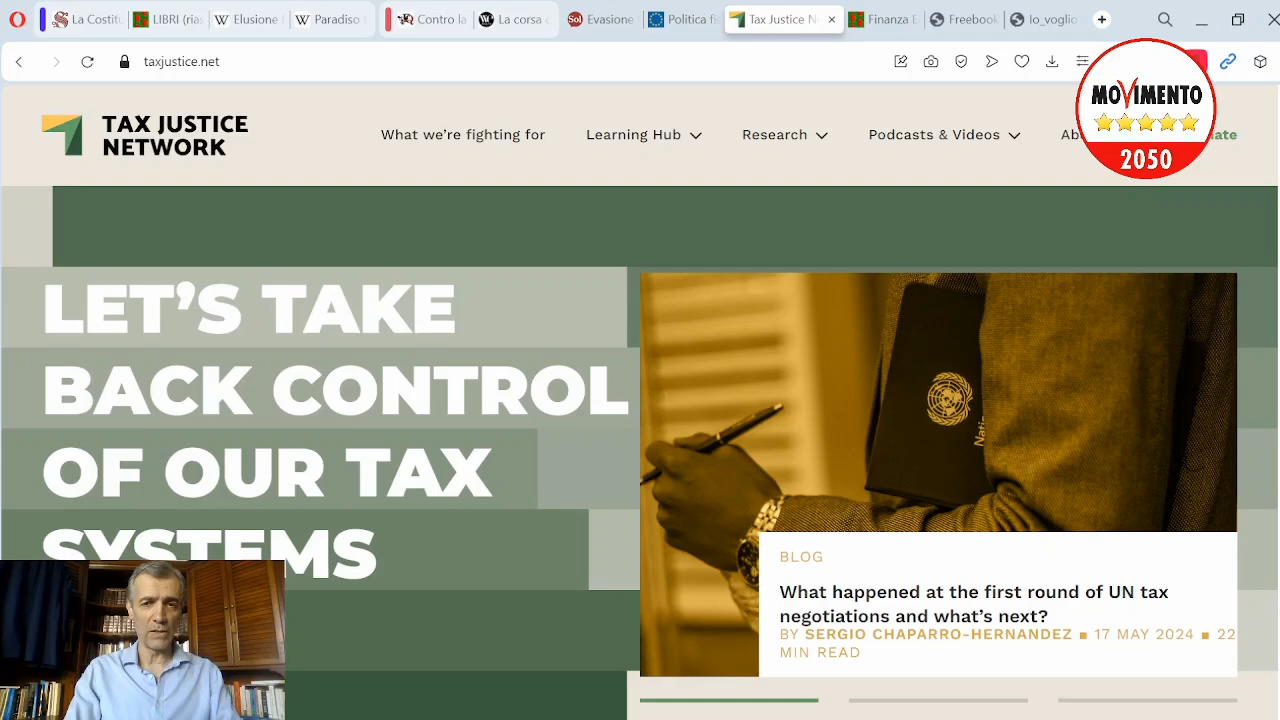 La Costitu
LIBRI (rias
Elusione
Paradiso
Contro la
La corsa
Sol
Evasione
Politica fi
Tax Justice N
Finanza E
Freebook
lo_voglio
taxjustice.net
MOVIMENTO
2050
TAX JUSTICE
NETWORK
What we're fighting for
Learning Hub
Research
Podcasts & Videos
LET'S TAKE
BACK CONTROL
OF OUR TAX
SYSTEMS
BLOG
What happened at the first round of UN tax
negotiations and what's next?
BY SERGIO CHAPARRO-HERNANDEZ ■ 17 MAY 2024 ■ 22
MIN READ